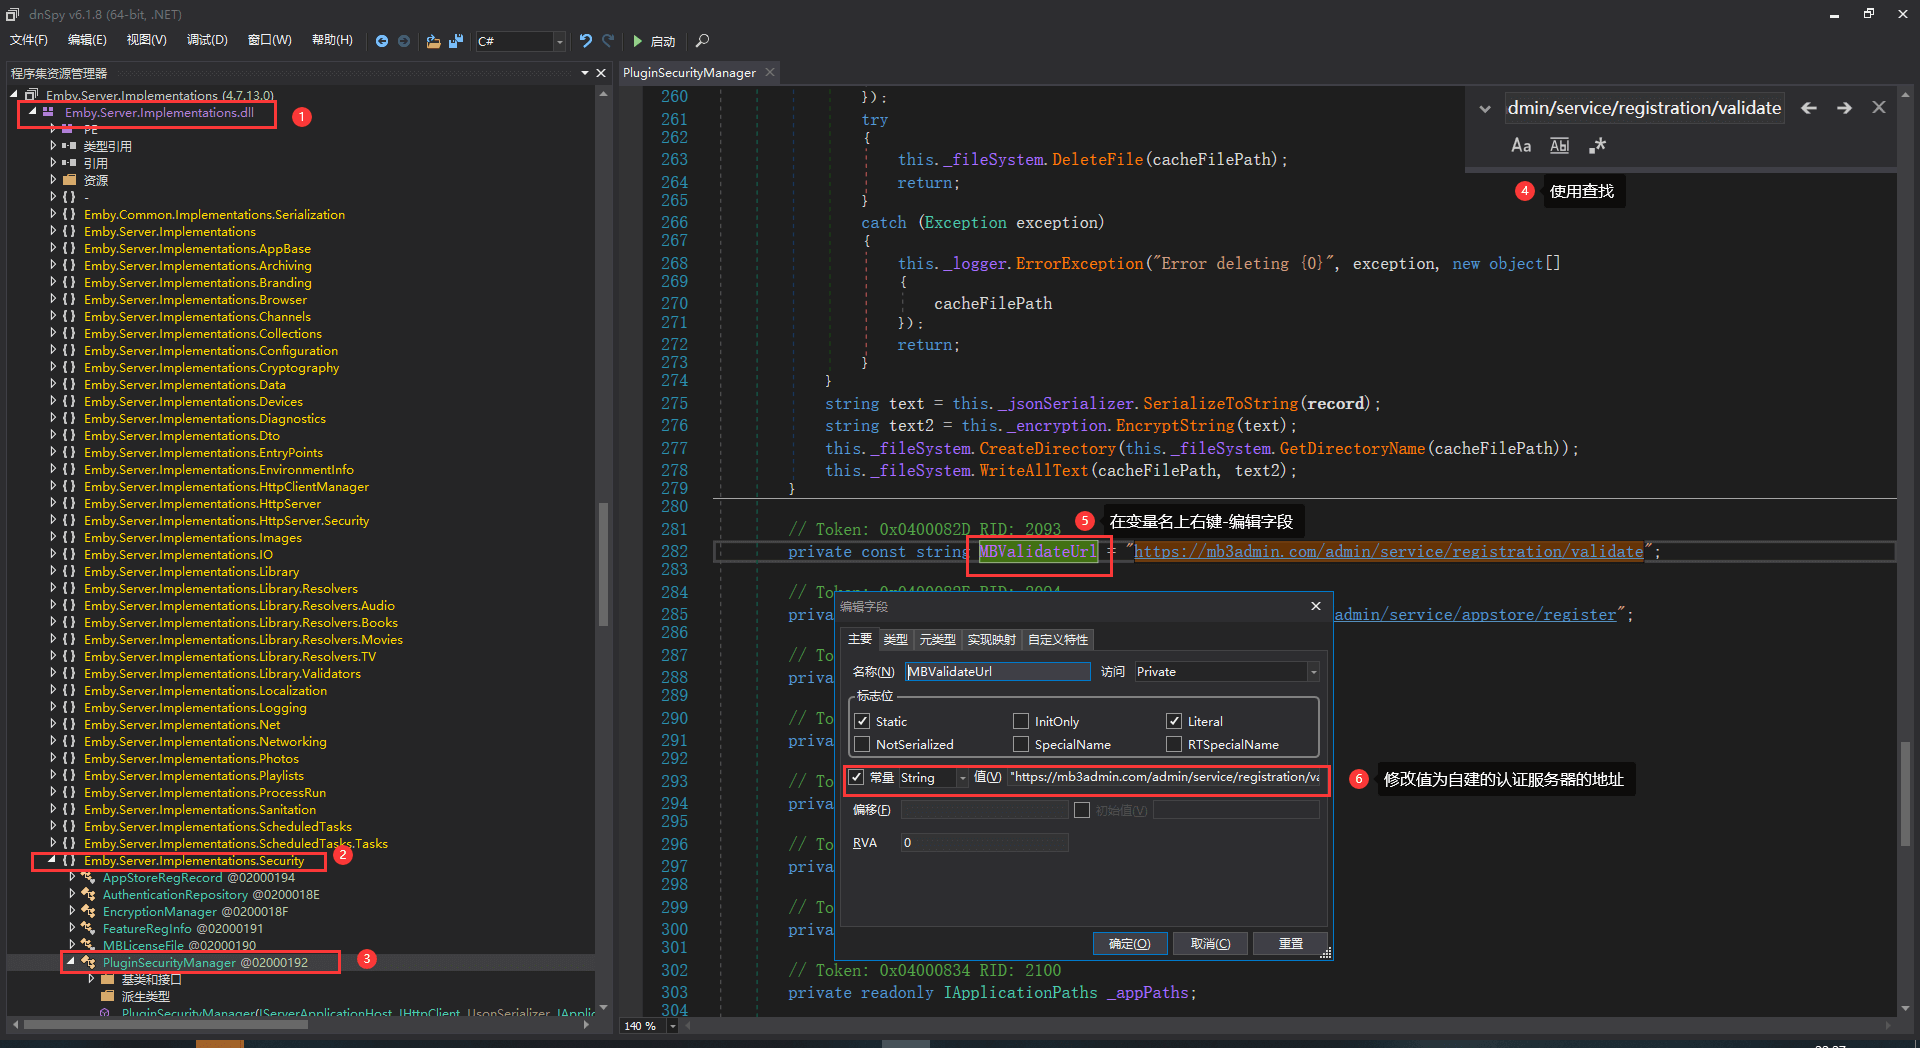 dnSpy v6.1.8 (64-bit, .NET)
文件(F) 编辑(E) 视图(V) 调试(D) 窗口(W) 帮助(H) C# 启动
程序集资源管理器
Emby.Server.Implementations (4.7.13.0)
Emby.Server.Implementations.dll
1
PE
类型引用
引用
资源
{ } -
{ } Emby.Common.Implementations.Serialization
{ } Emby.Server.Implementations
{ } Emby.Server.Implementations.AppBase
{ } Emby.Server.Implementations.Archiving
{ } Emby.Server.Implementations.Branding
{ } Emby.Server.Implementations.Browser
{ } Emby.Server.Implementations.Channels
{ } Emby.Server.Implementations.Collections
{ } Emby.Server.Implementations.Configuration
{ } Emby.Server.Implementations.Cryptography
{ } Emby.Server.Implementations.Data
{ } Emby.Server.Implementations.Devices
{ } Emby.Server.Implementations.Diagnostics
{ } Emby.Server.Implementations.Dto
{ } Emby.Server.Implementations.EntryPoints
{ } Emby.Server.Implementations.EnvironmentInfo
{ } Emby.Server.Implementations.HttpClientManager
{ } Emby.Server.Implementations.HttpServer
{ } Emby.Server.Implementations.HttpServer.Security
{ } Emby.Server.Implementations.Images
{ } Emby.Server.Implementations.IO
{ } Emby.Server.Implementations.Library
{ } Emby.Server.Implementations.Library.Resolvers
{ } Emby.Server.Implementations.Library.Resolvers.Audio
{ } Emby.Server.Implementations.Library.Resolvers.Books
{ } Emby.Server.Implementations.Library.Resolvers.Movies
{ } Emby.Server.Implementations.Library.Resolvers.TV
{ } Emby.Server.Implementations.Library.Validators
{ } Emby.Server.Implementations.Localization
{ } Emby.Server.Implementations.Logging
{ } Emby.Server.Implementations.Net
{ } Emby.Server.Implementations.Networking
{ } Emby.Server.Implementations.Photos
{ } Emby.Server.Implementations.Playlists
{ } Emby.Server.Implementations.ProcessRun
{ } Emby.Server.Implementations.Sanitation
{ } Emby.Server.Implementations.ScheduledTasks
{ } Emby.Server.Implementations.ScheduledTasks.Tasks
{ } Emby.Server.Implementations.Security
2
AppStoreRegRecord @02000194
AuthenticationRepository @0200018E
EncryptionManager @0200018F
FeatureRegInfo @02000191
MBLicenseFile @02000190
PluginSecurityManager @02000192
3
基类和接口
派生类型
PluginSecurityManager(IServerApplicationHost, IHttpClient, IJsonSerializer, IApplic
PluginSecurityManager
260 });
261 try
262 {
263 this._fileSystem.DeleteFile(cacheFilePath);
264 return;
265 }
266 catch (Exception exception)
267 {
268 this._logger.ErrorException("Error deleting {0}", exception, new object[]
269 {
270 cacheFilePath
271 });
272 return;
273 }
274 }
275 string text = this._jsonSerializer.SerializeToString(record);
276 string text2 = this._encryption.EncryptString(text);
277 this._fileSystem.CreateDirectory(this._fileSystem.GetDirectoryName(cacheFilePath));
278 this._fileSystem.WriteAllText(cacheFilePath, text2);
279 }
280
281 // Token: 0x0400082D RID: 2093
282 private const string MBValidateUrl = "https://mb3admin.com/admin/service/registration/validate";
283
284 // Token: 0x0400082E RID: 2094
285 priva admin/service/appstore/register";
286
287 // To
288 priva
289
290 // To
291 priva
292
293 // To
294 priva
295
296 // To
297 priva
298
299 // To
300 priva
301
302 // Token: 0x04000834 RID: 2100
303 private readonly IApplicationPaths _appPaths;
304
140 %
dmin/service/registration/validate
Aa Abl .*
4 使用查找
5 在变量名上右键-编辑字段
编辑字段
主要 类型 元类型 实现映射 自定义特性
名称(N) MBValidateUrl 访问 Private
标志位
Static InitOnly Literal
NotSerialized SpecialName RTSpecialName
常量 String 值(V) "https://mb3admin.com/admin/service/registration/va
6 修改值为自建的认证服务器的地址
偏移(F) 初始值(V)
RVA 0
确定(O) 取消(C) 重置